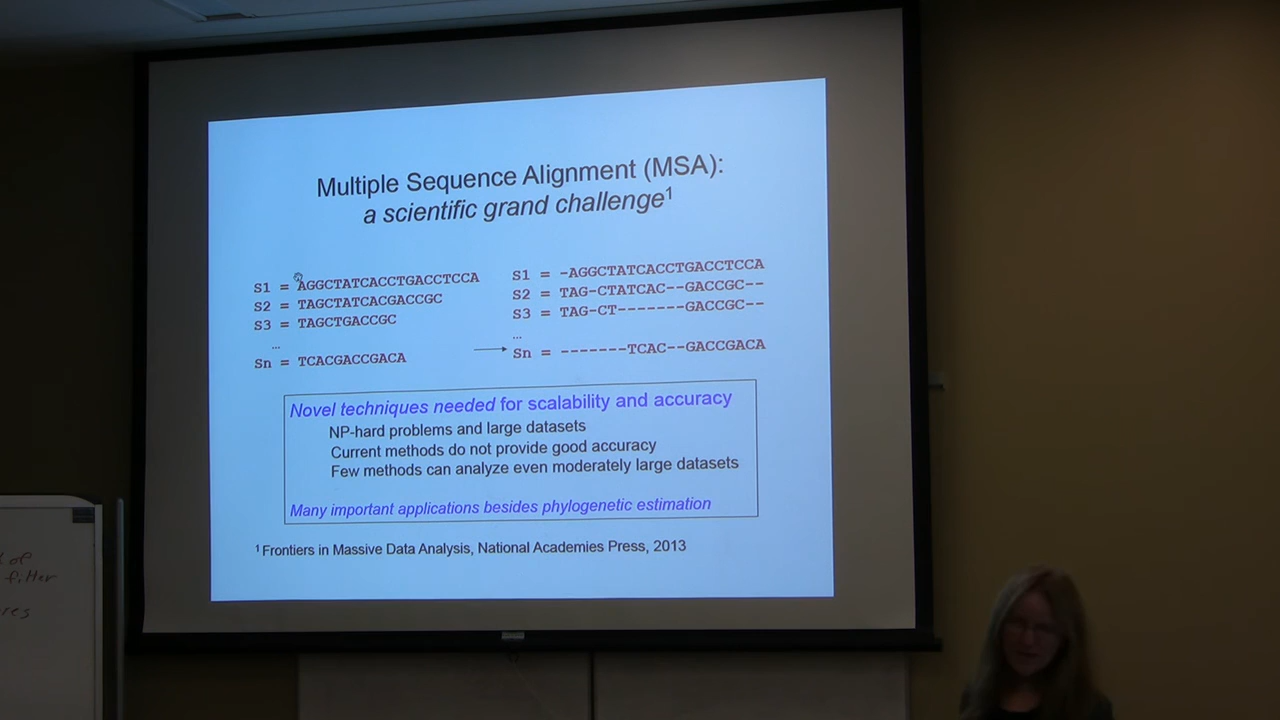 Multiple Sequence Alignment (MSA):
a scientific grand challenge¹
S1 = AGGCTATCACCTGACCTCCA
S2 = TAGCTATCACGACCGC
S3 = TAGCTGACCGC
…
Sn = TCACGACCGACA
S1 = -AGGCTATCACCTGACCTCCA
S2 = TAG-CTATCAC--GACCGC--
S3 = TAG-CT-------GACCGC--
…
Sn = -------TCAC--GACCGACA
Novel techniques needed for scalability and accuracy
NP-hard problems and large datasets
Current methods do not provide good accuracy
Few methods can analyze even moderately large datasets
Many important applications besides phylogenetic estimation
¹ Frontiers in Massive Data Analysis, National Academies Press, 2013
of